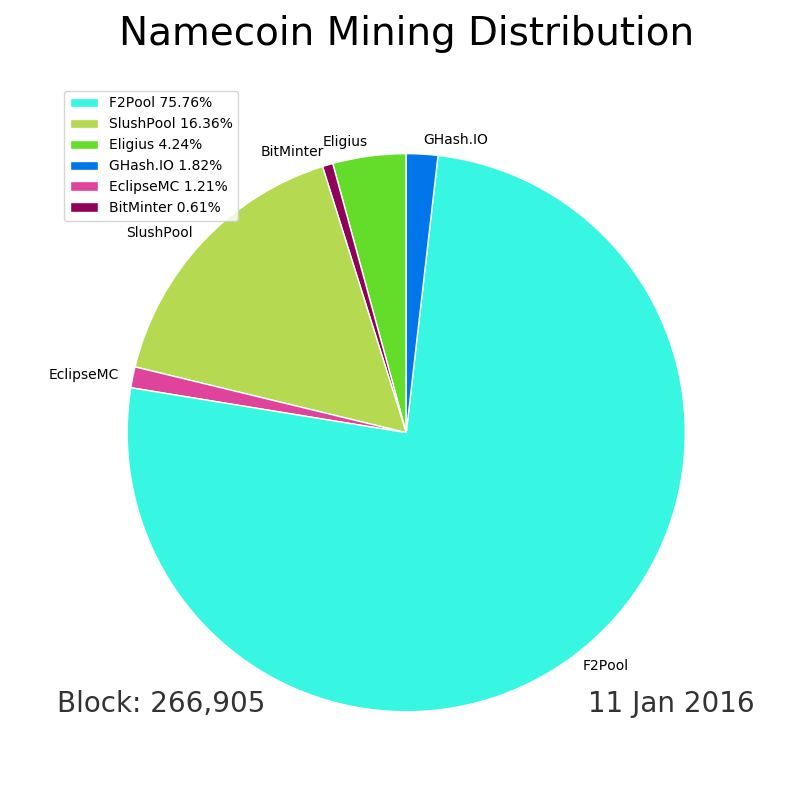 Namecoin Mining Distribution
F2Pool 75.76%
SlushPool 16.36%
Eligius 4.24%
GHash.IO 1.82%
EclipseMC 1.21%
BitMinter 0.61%
GHash.IO
Eligius
BitMinter
SlushPool
EclipseMC
F2Pool
Block: 266,905
11 Jan 2016